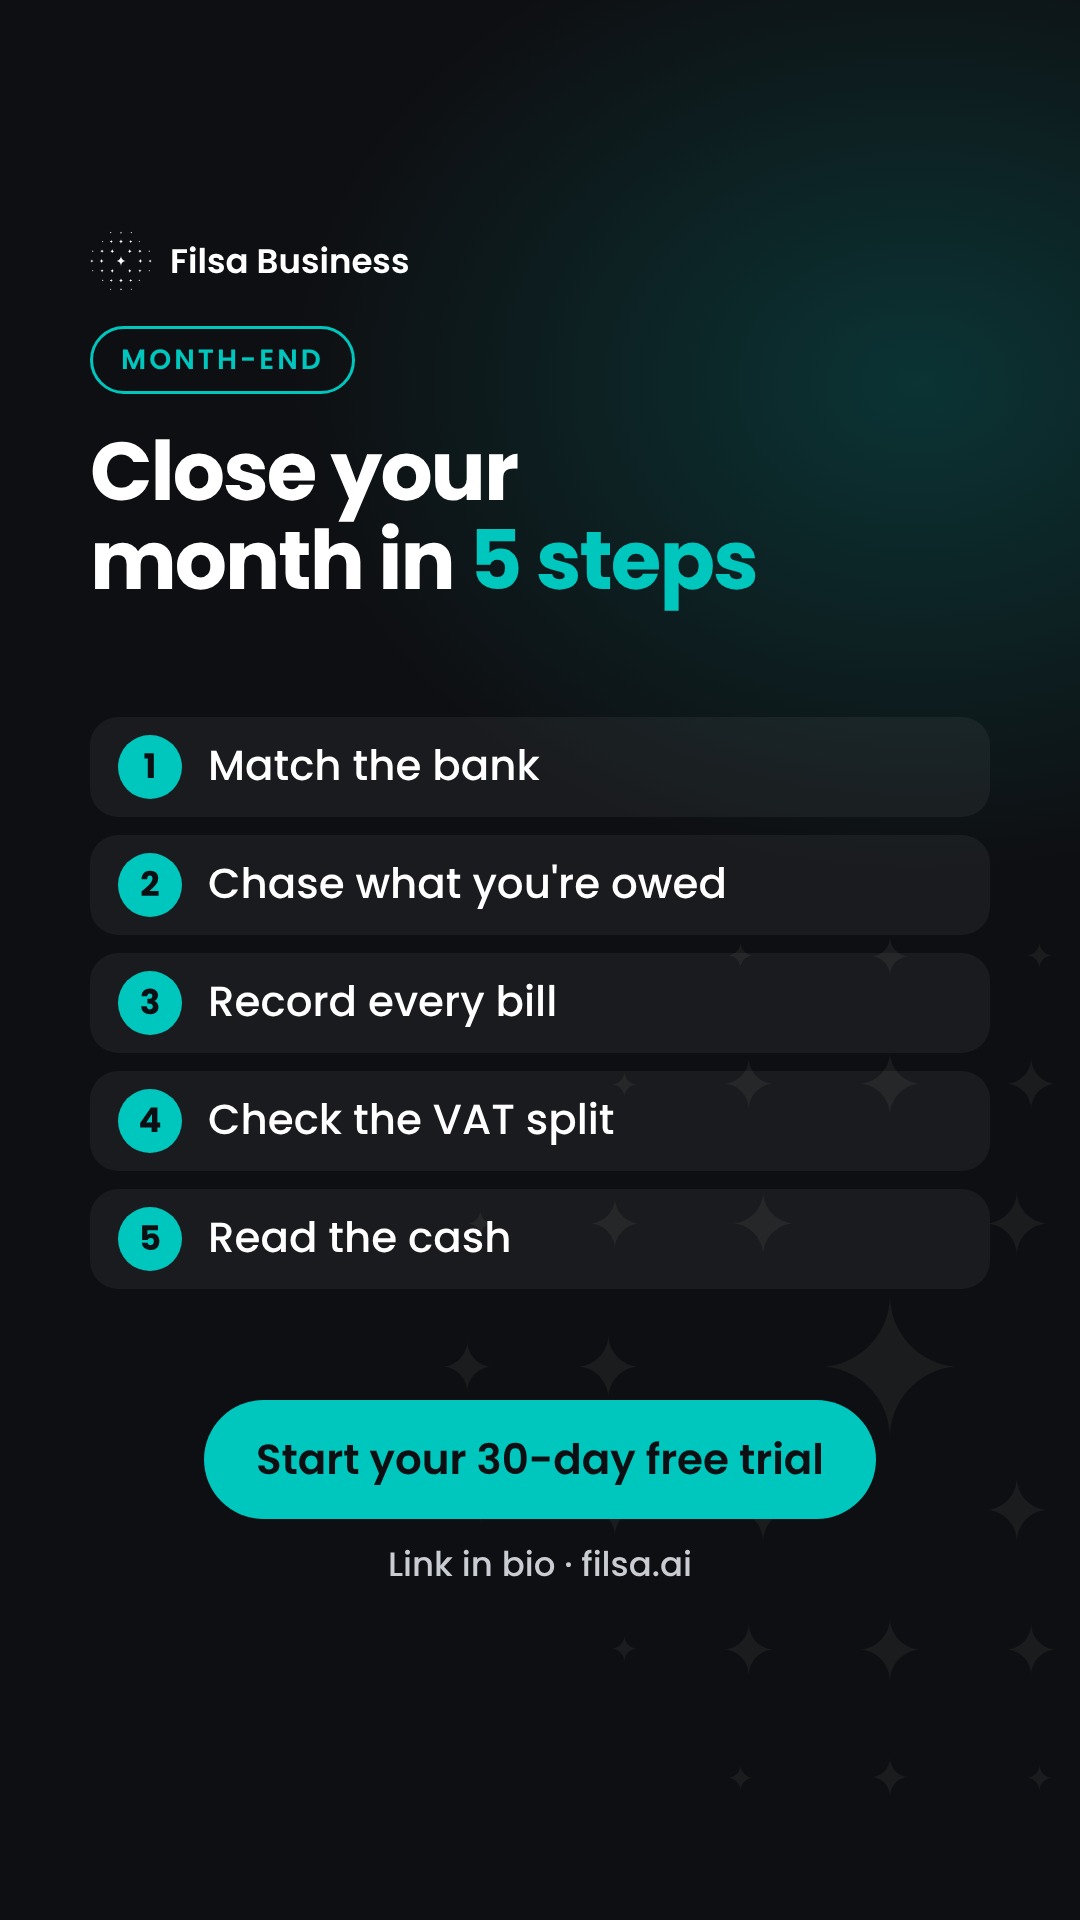 Filsa Business
MONTH-END
Close your
month in 5 steps
1 Match the bank
2 Chase what you're owed
3 Record every bill
4 Check the VAT split
5 Read the cash
Start your 30-day free trial
Link in bio · filsa.ai